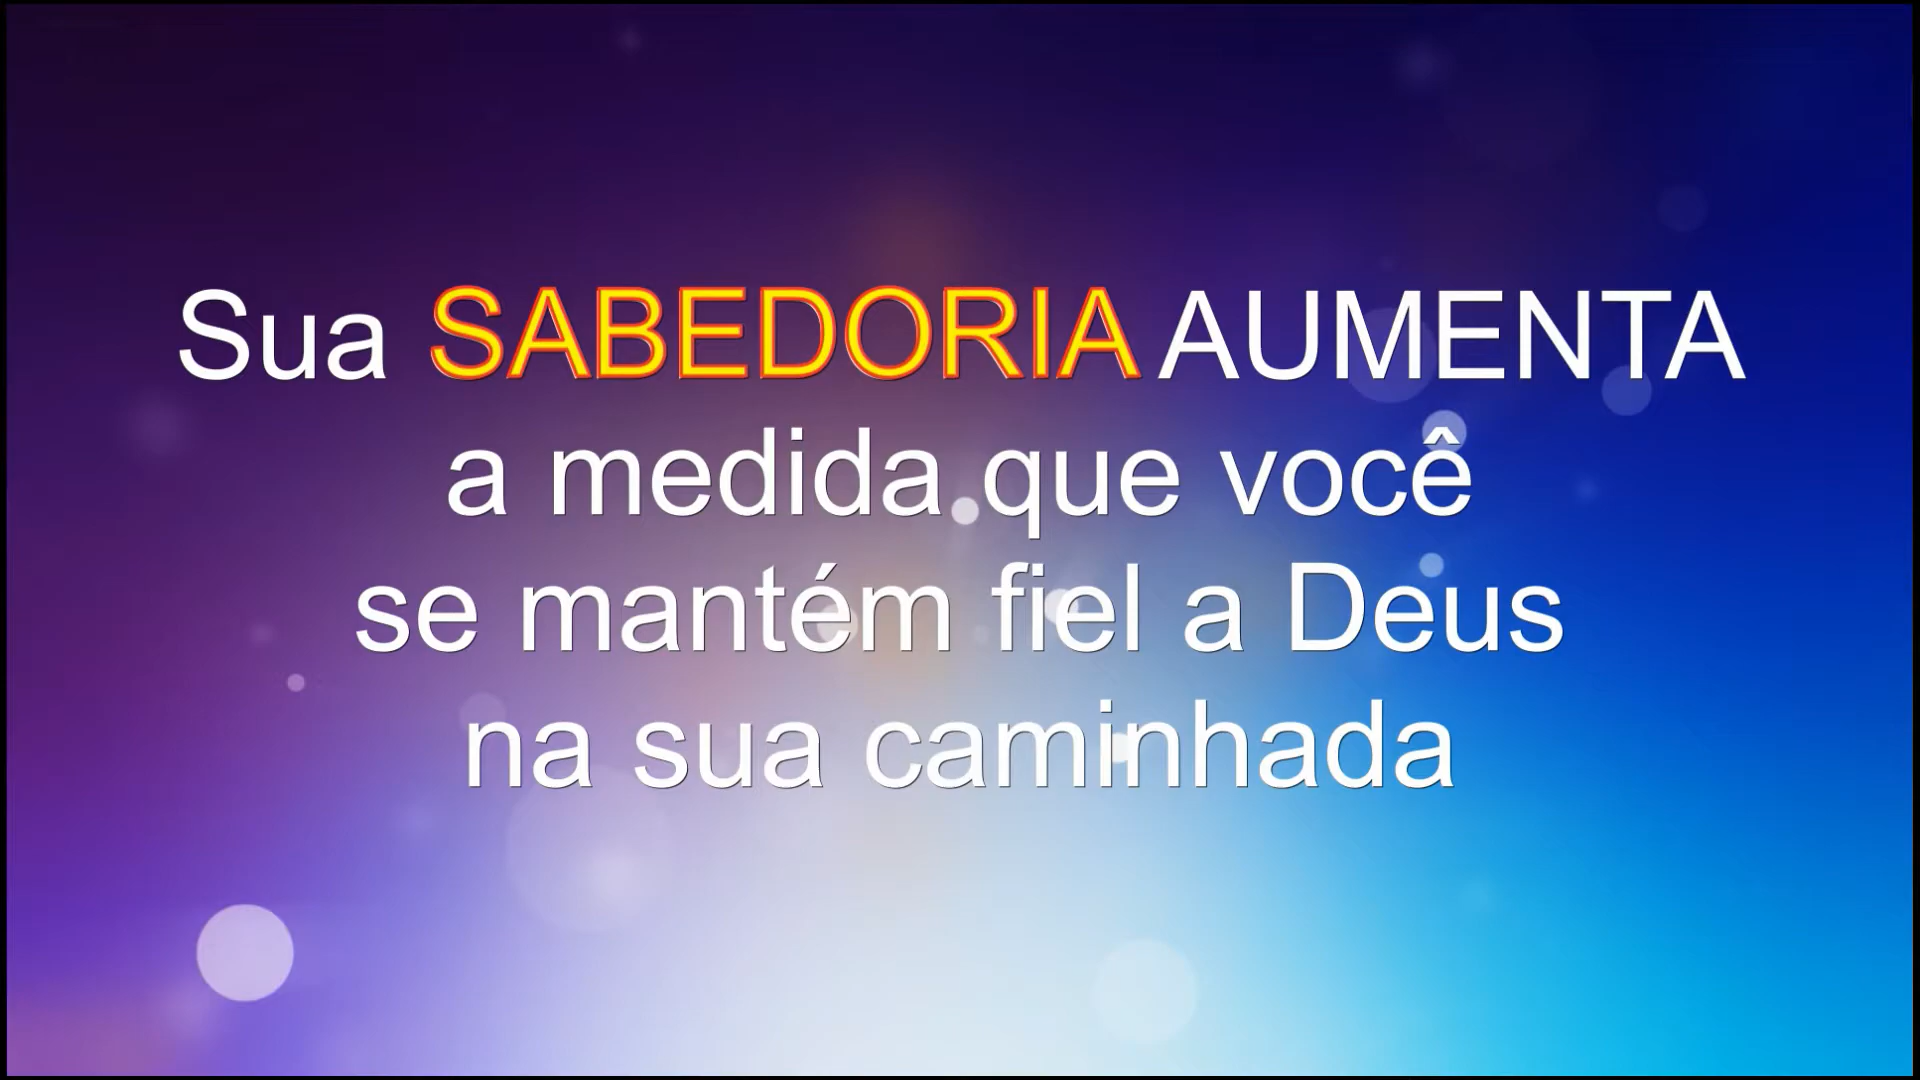 Sua SABEDORIA AUMENTA
a medida que você
se mantém fiel a Deus
na sua caminhada